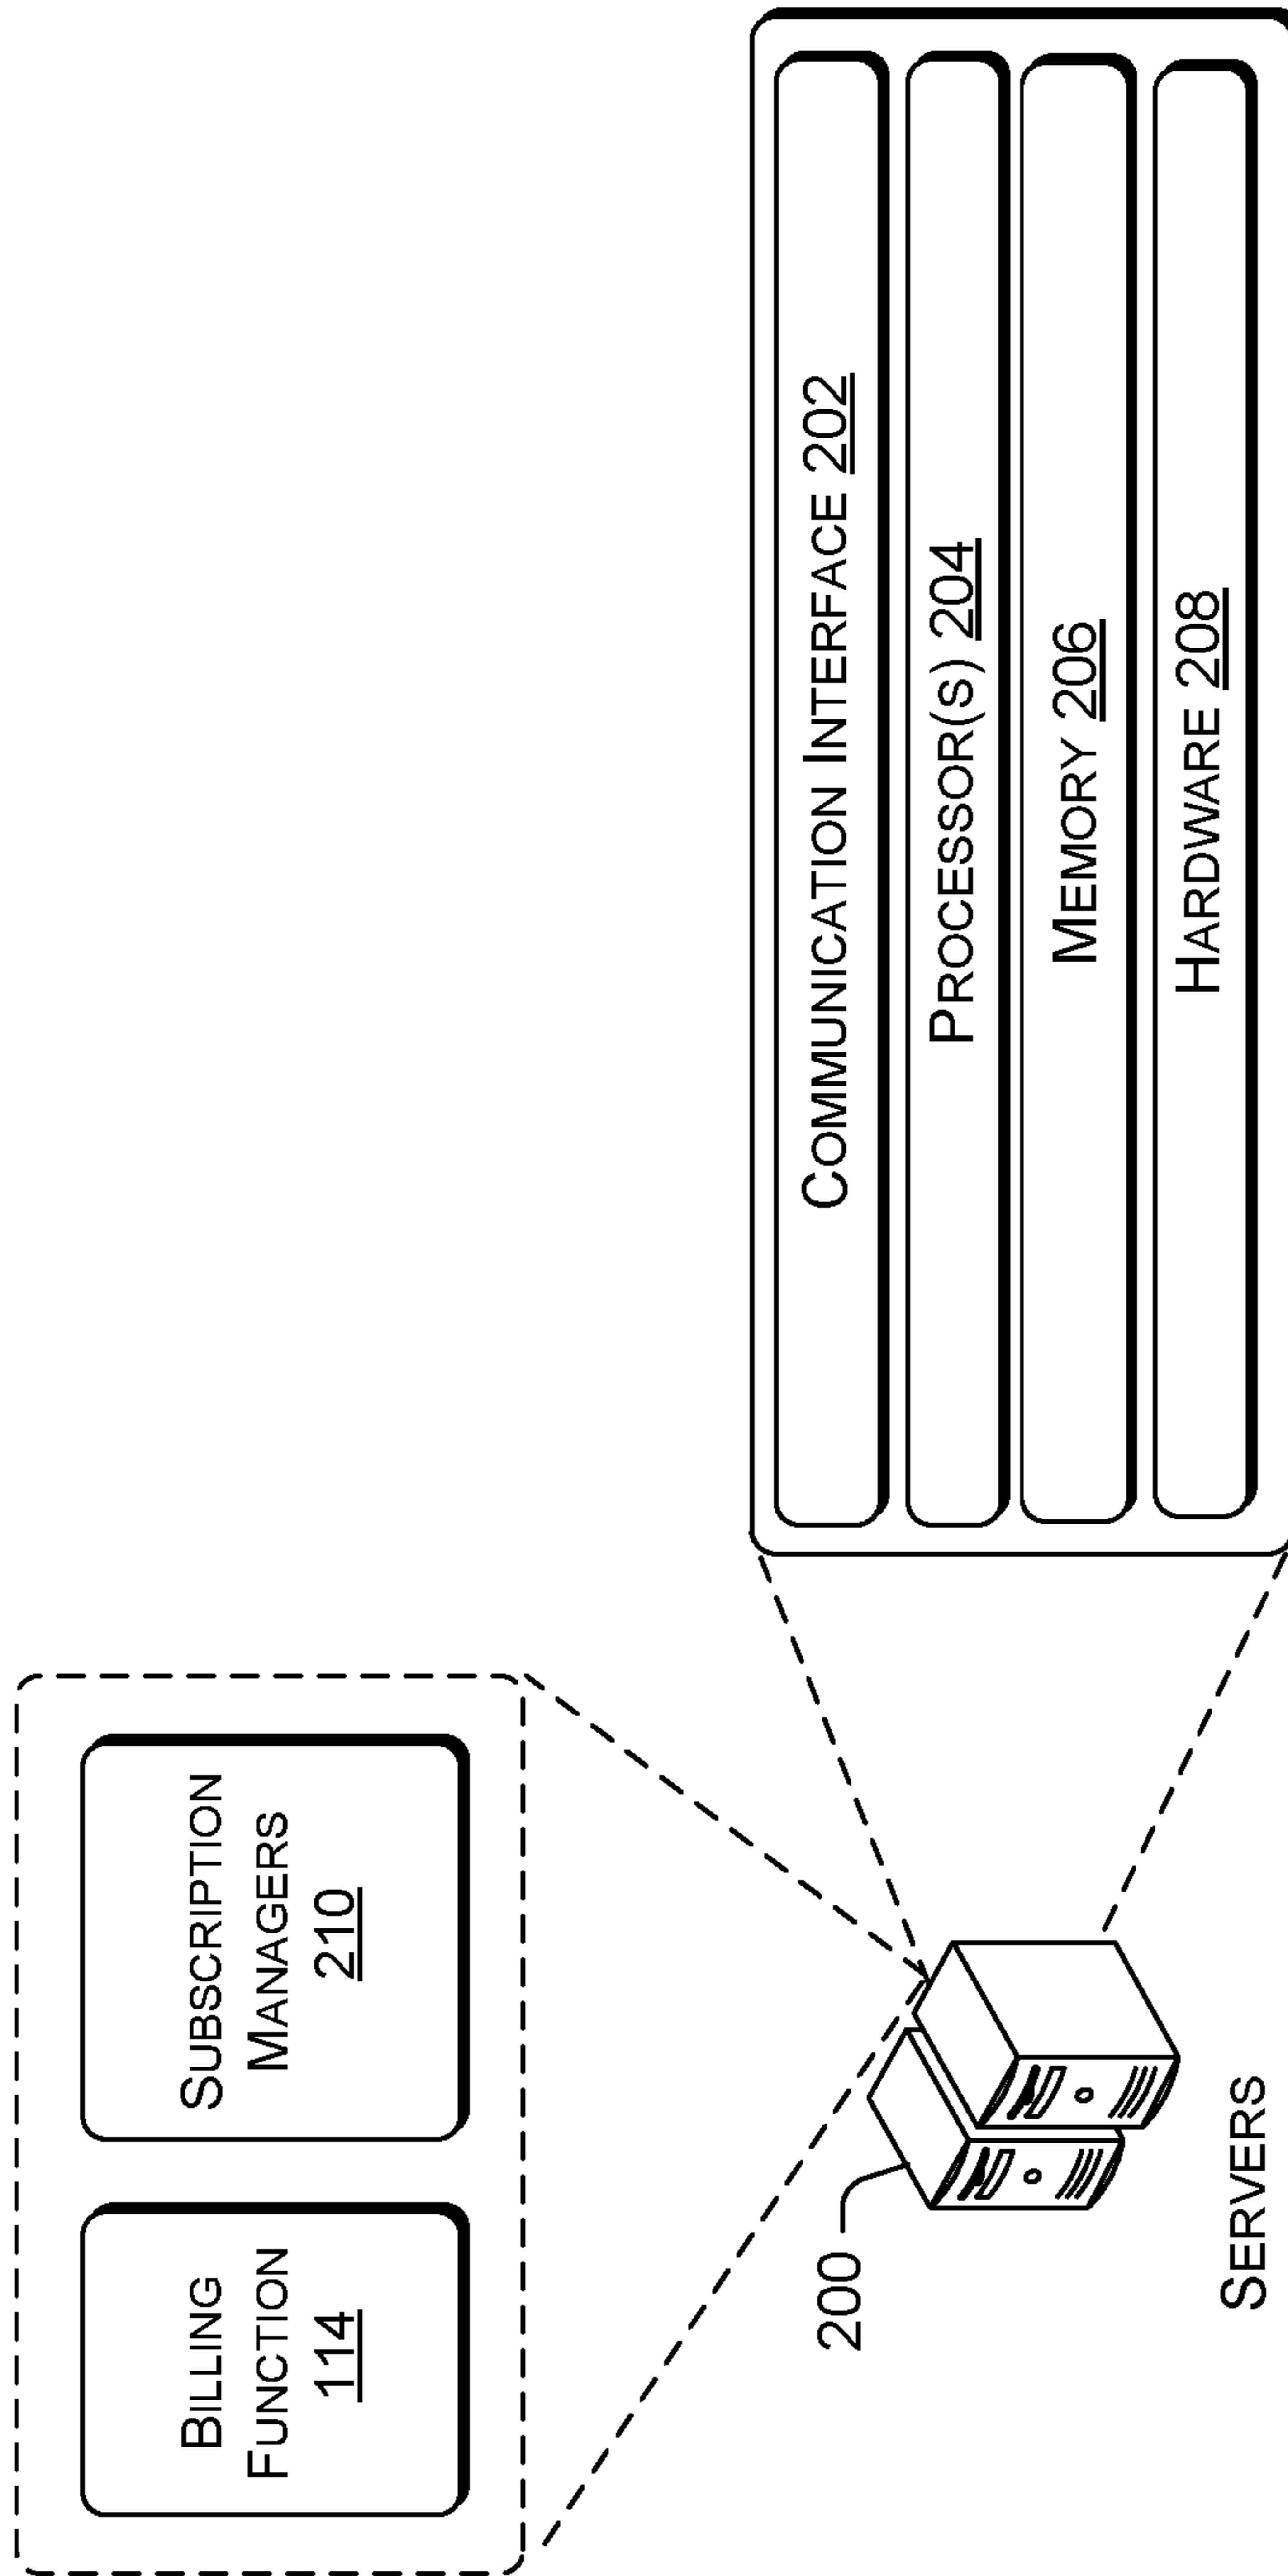 BILLING
FUNCTION
114
SUBSCRIPTION
MANAGERS
210
200
SERVERS
COMMUNICATION INTERFACE 202
PROCESSOR(S) 204
MEMORY 206
HARDWARE 208